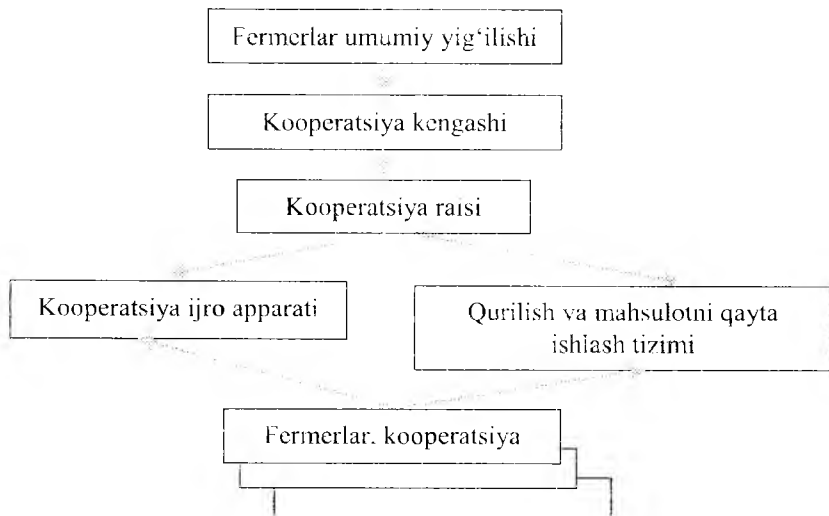 Fermerlar umumiy yig‘ilishi
Kooperatsiya kengashi
Kooperatsiya raisi
Kooperatsiya ijro apparati
Qurilish va mahsulotni qayta
ishlash tizimi
Fermerlar. kooperatsiya